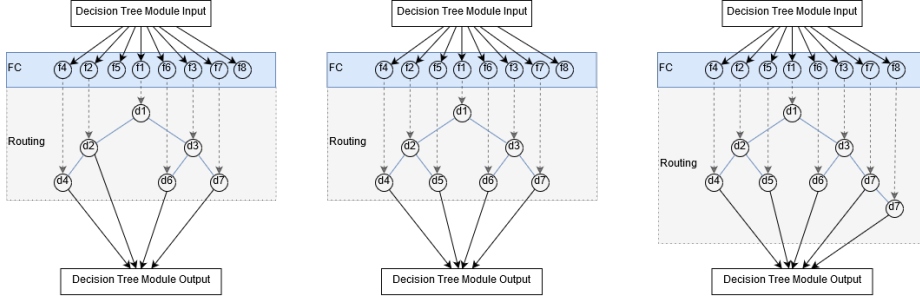 Decision Tree Module Input
FC f4 f2 f5 f1 f6 f3 f7 f8
d1
Routing d2 d3
d4 d6 d7
Decision Tree Module Output
Decision Tree Module Input
FC f4 f2 f5 f1 f6 f3 f7 f8
d1
Routing d2 d3
d4 d5 d6 d7
Decision Tree Module Output
Decision Tree Module Input
FC f4 f2 f5 f1 f6 f3 f7 f8
d1
d2 d3
Routing
d4 d5 d6 d7
d7
Decision Tree Module Output